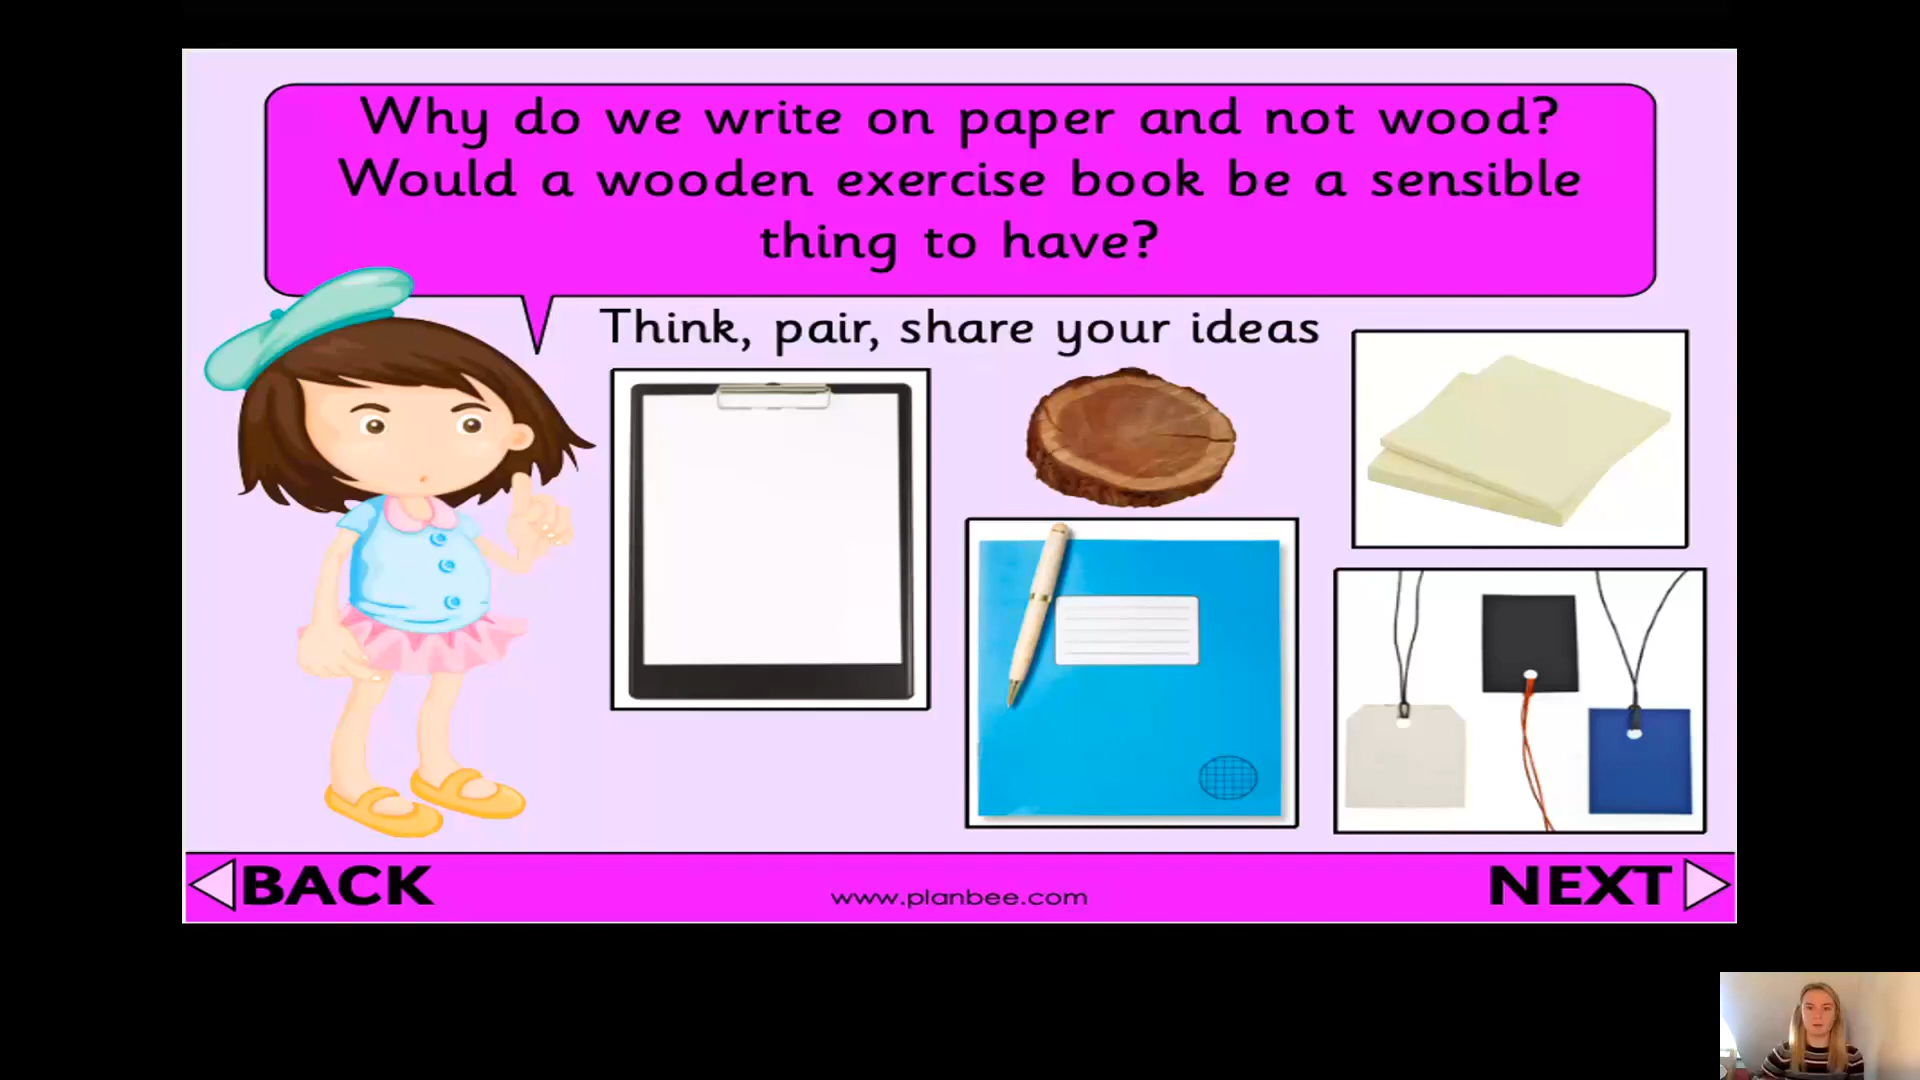 Why do we write on paper and not wood?
Would a wooden exercise book be a sensible
thing to have?
Think, pair, share your ideas
BACK
www.planbee.com
NEXT